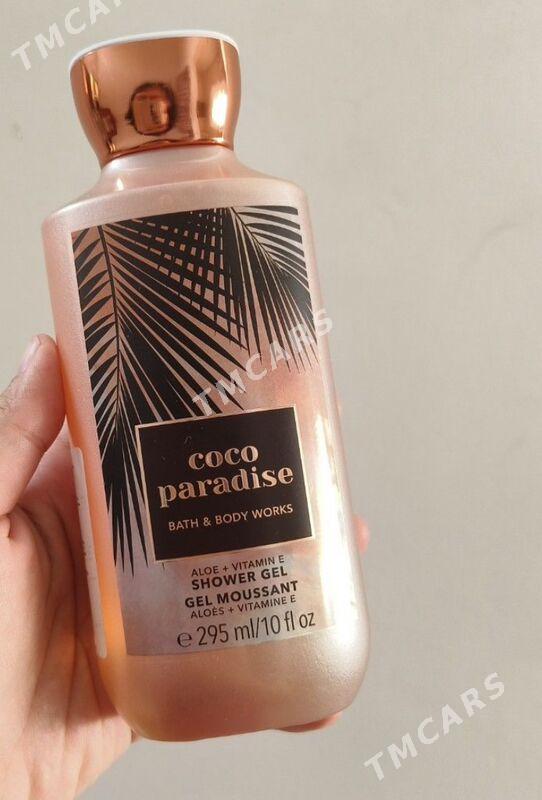 TMCARS
TMCARS
coco
paradise
BATH & BODY WORKS
ALOE + VITAMIN E
SHOWER GEL
GEL MOUSSANT
ALOÈS + VITAMINE E
℮ 295 ml/10 fl oz
TMCARS